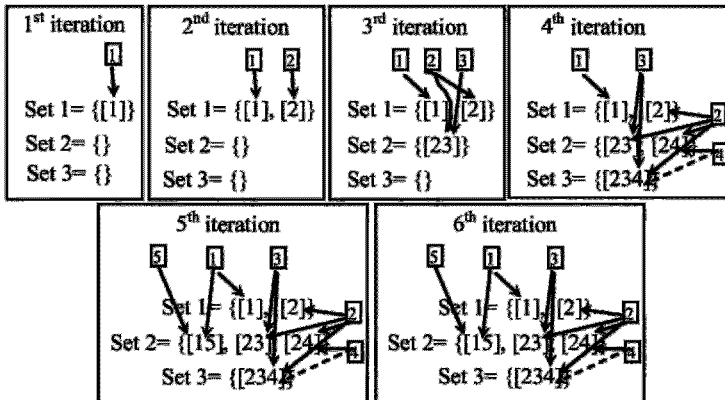 1st iteration
1
Set 1= {[1]}
Set 2= {}
Set 3= {}
2nd iteration
1 2
Set 1= {[1], [2]}
Set 2= {}
Set 3= {}
3rd iteration
1 2 3
Set 1= {[1], [2]}
Set 2= {[23]}
Set 3= {}
4th iteration
1 3
Set 1= {[1], [2]}
2
Set 2= {[23], [24]}
4
Set 3= {[234]}
5th iteration
5 1 3
Set 1= {[1], [2]}
2
Set 2= {[15], [23], [24]}
4
Set 3= {[234]}
6th iteration
5 1 3
Set 1= {[1], [2]}
2
Set 2= {[15], [23], [24]}
4
Set 3= {[234]}